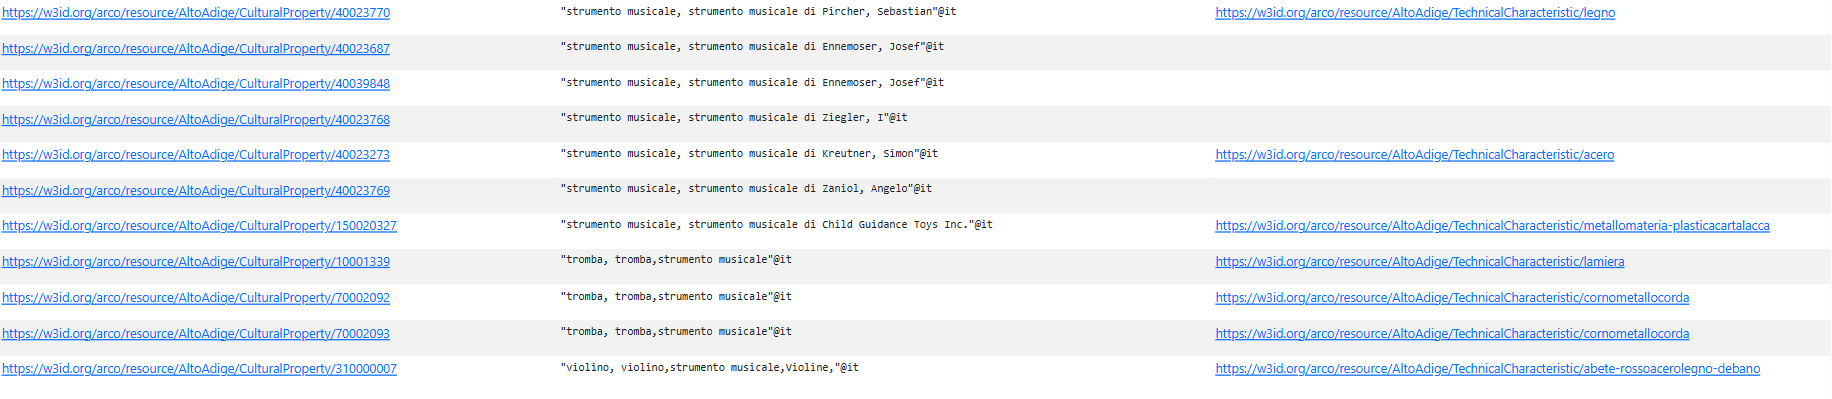 https://w3id.org/arco/resource/AltoAdige/CulturalProperty/40023770 "strumento musicale, strumento musicale di Pircher, Sebastian"@it https://w3id.org/arco/resource/AltoAdige/TechnicalCharacteristic/legno
https://w3id.org/arco/resource/AltoAdige/CulturalProperty/40023687 "strumento musicale, strumento musicale di Ennemoser, Josef"@it
https://w3id.org/arco/resource/AltoAdige/CulturalProperty/40039848 "strumento musicale, strumento musicale di Ennemoser, Josef"@it
https://w3id.org/arco/resource/AltoAdige/CulturalProperty/40023768 "strumento musicale, strumento musicale di Ziegler, I"@it
https://w3id.org/arco/resource/AltoAdige/CulturalProperty/40023273 "strumento musicale, strumento musicale di Kreutner, Simon"@it https://w3id.org/arco/resource/AltoAdige/TechnicalCharacteristic/acero
https://w3id.org/arco/resource/AltoAdige/CulturalProperty/40023769 "strumento musicale, strumento musicale di Zaniol, Angelo"@it
https://w3id.org/arco/resource/AltoAdige/CulturalProperty/150020327 "strumento musicale, strumento musicale di Child Guidance Toys Inc."@it https://w3id.org/arco/resource/AltoAdige/TechnicalCharacteristic/metallomateria-plasticacartalacca
https://w3id.org/arco/resource/AltoAdige/CulturalProperty/10001339 "tromba, tromba,strumento musicale"@it https://w3id.org/arco/resource/AltoAdige/TechnicalCharacteristic/lamiera
https://w3id.org/arco/resource/AltoAdige/CulturalProperty/70002092 "tromba, tromba,strumento musicale"@it https://w3id.org/arco/resource/AltoAdige/TechnicalCharacteristic/cornometallocorda
https://w3id.org/arco/resource/AltoAdige/CulturalProperty/70002093 "tromba, tromba,strumento musicale"@it https://w3id.org/arco/resource/AltoAdige/TechnicalCharacteristic/cornometallocorda
https://w3id.org/arco/resource/AltoAdige/CulturalProperty/310000007 "violino, violino,strumento musicale,Violine,"@it https://w3id.org/arco/resource/AltoAdige/TechnicalCharacteristic/abete-rossoacerolegno-debano